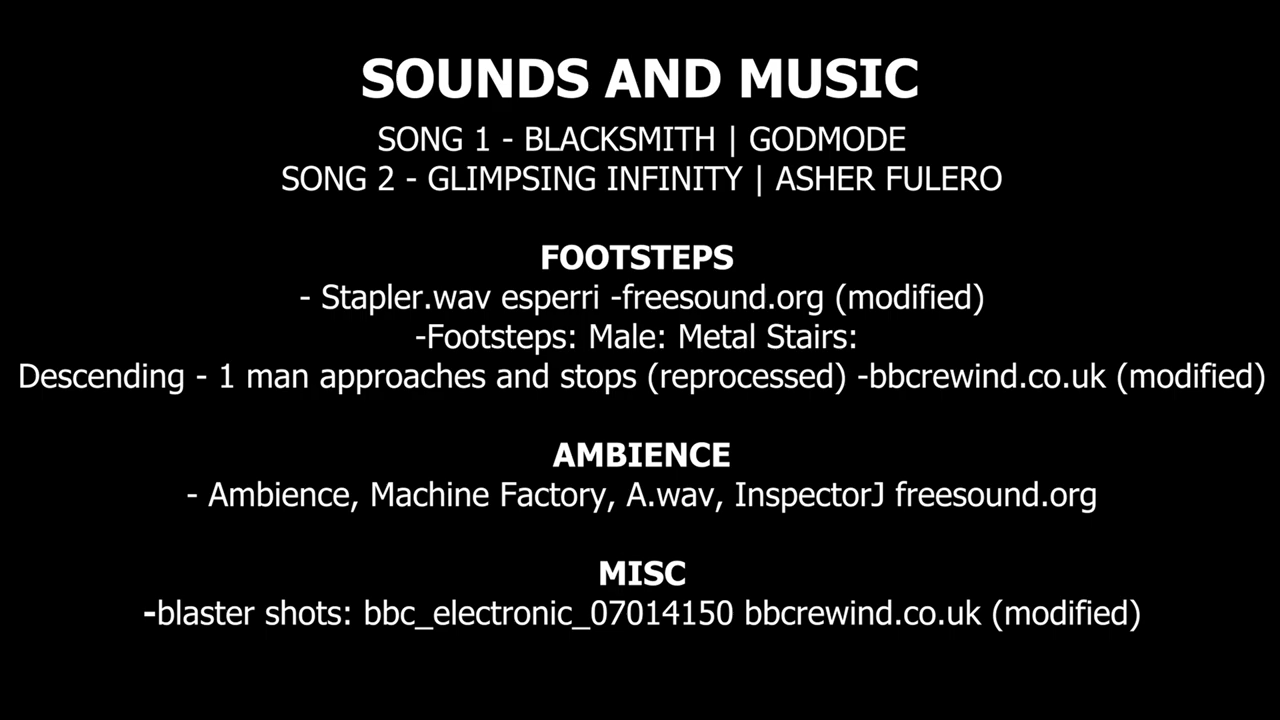 SOUNDS AND MUSIC
SONG 1 - BLACKSMITH | GODMODE
SONG 2 - GLIMPSING INFINITY | ASHER FULERO
FOOTSTEPS
- Stapler.wav esperri -freesound.org (modified)
-Footsteps: Male: Metal Stairs:
Descending - 1 man approaches and stops (reprocessed) -bbcrewind.co.uk (modified)
AMBIENCE
- Ambience, Machine Factory, A.wav, InspectorJ freesound.org
MISC
-blaster shots: bbc_electronic_07014150 bbcrewind.co.uk (modified)